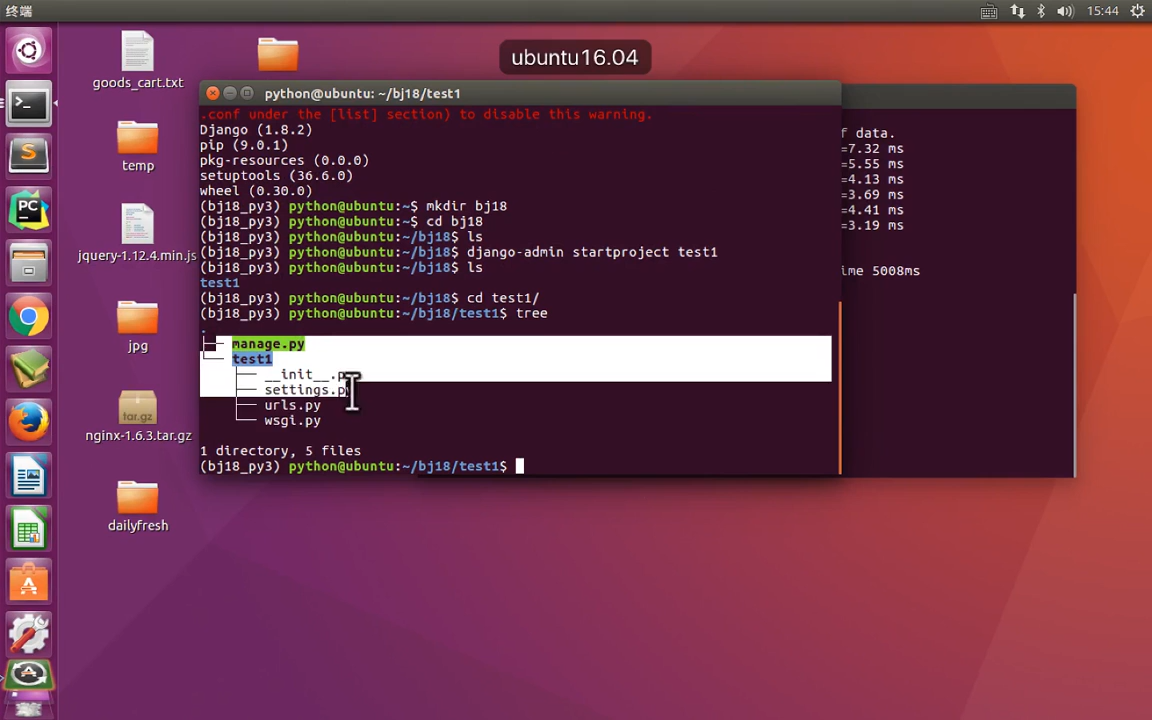 终端
15:44
ubuntu16.04
goods_cart.txt
temp
jquery-1.12.4.min.js
jpg
tar.gz
nginx-1.6.3.tar.gz
dailyfresh
python@ubuntu: ~/bj18/test1
.conf under the [list] section) to disable this warning.
Django (1.8.2)
pip (9.0.1)
pkg-resources (0.0.0)
setuptools (36.6.0)
wheel (0.30.0)
(bj18_py3) python@ubuntu:~$ mkdir bj18
(bj18_py3) python@ubuntu:~$ cd bj18
(bj18_py3) python@ubuntu:~/bj18$ ls
(bj18_py3) python@ubuntu:~/bj18$ django-admin startproject test1
(bj18_py3) python@ubuntu:~/bj18$ ls
test1
(bj18_py3) python@ubuntu:~/bj18$ cd test1/
(bj18_py3) python@ubuntu:~/bj18/test1$ tree
.
├── manage.py
└── test1
    ├── __init__.py
    ├── settings.py
    ├── urls.py
    └── wsgi.py
1 directory, 5 files
(bj18_py3) python@ubuntu:~/bj18/test1$
f data.
=7.32 ms
=5.55 ms
=4.13 ms
=3.69 ms
=4.41 ms
=3.19 ms
ime 5008ms